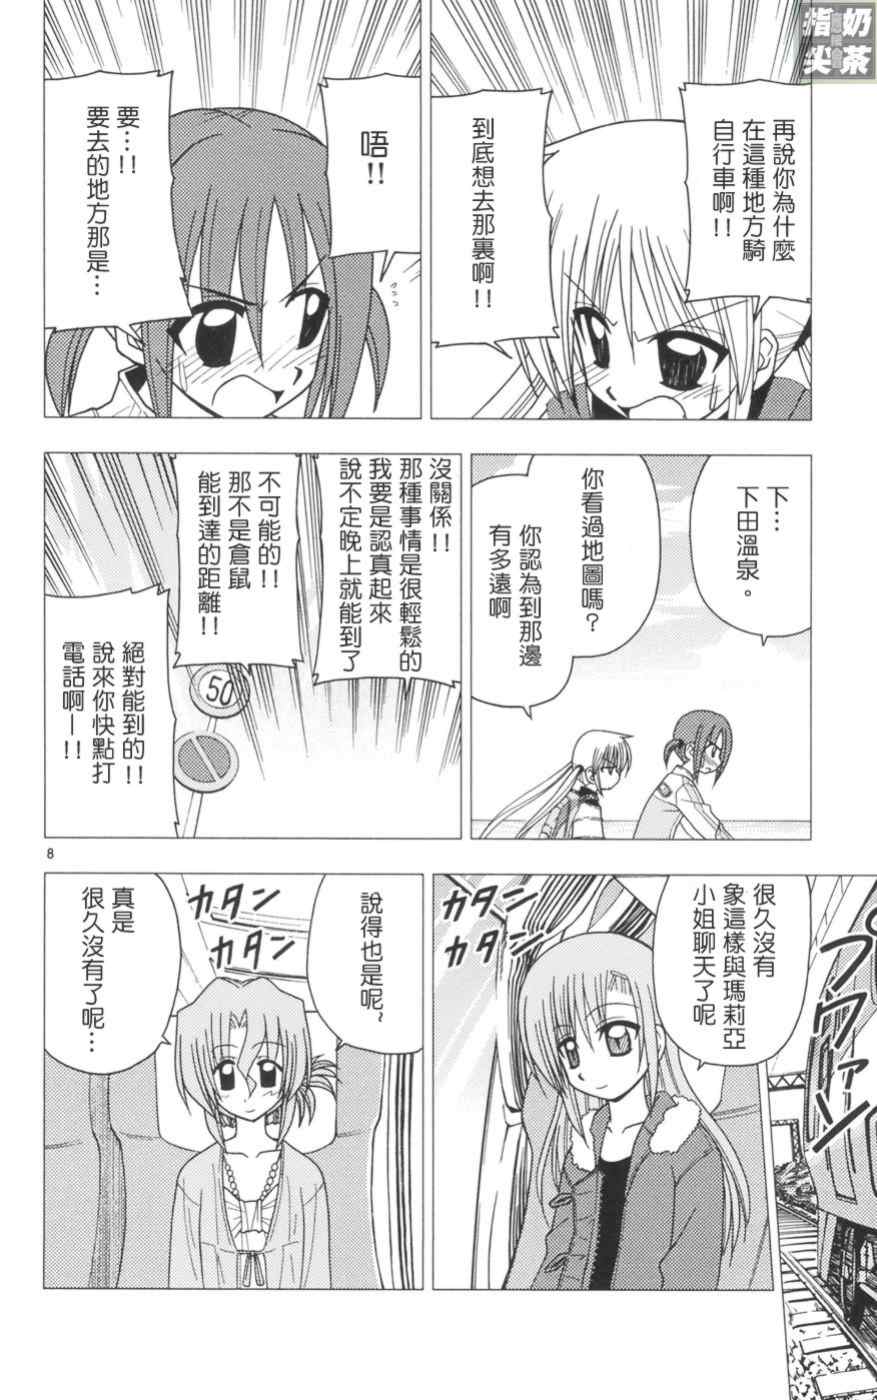 指奶
尖茶
再說你為什麼
在這種地方騎
自行車啊!!
到底想去那裏啊!!
唔!!
要…!!
要去的地方那是…
下…
下田溫泉。
你看過地圖嗎？
你認為到那邊
有多遠啊
沒關係!!
那種事情是很輕鬆的
我要是認真起來
說不定晚上就能到了
不可能的!!
那不是倉鼠
能到達的距離!!
50
絕對能到的!!
說來你快點打
電話啊ー!!
8
プァン
很久沒有
象這樣與瑪莉亞
小姐聊天了呢
カタン
カタン
說得也是呢~
カタン
カタン
真是
很久沒有了呢…